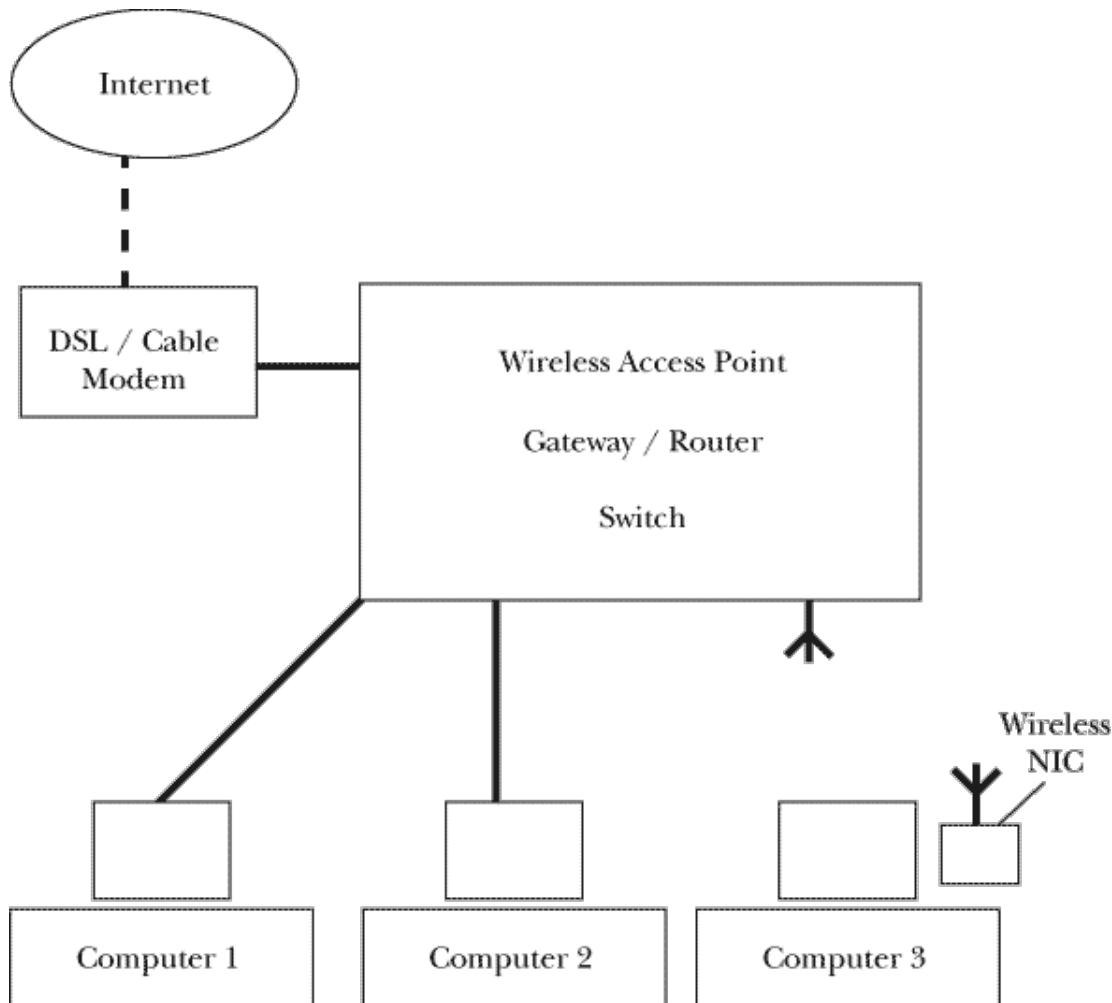 Internet
DSL / Cable
Modem
Wireless Access Point
Gateway / Router
Switch
Wireless
NIC
Computer 1
Computer 2
Computer 3